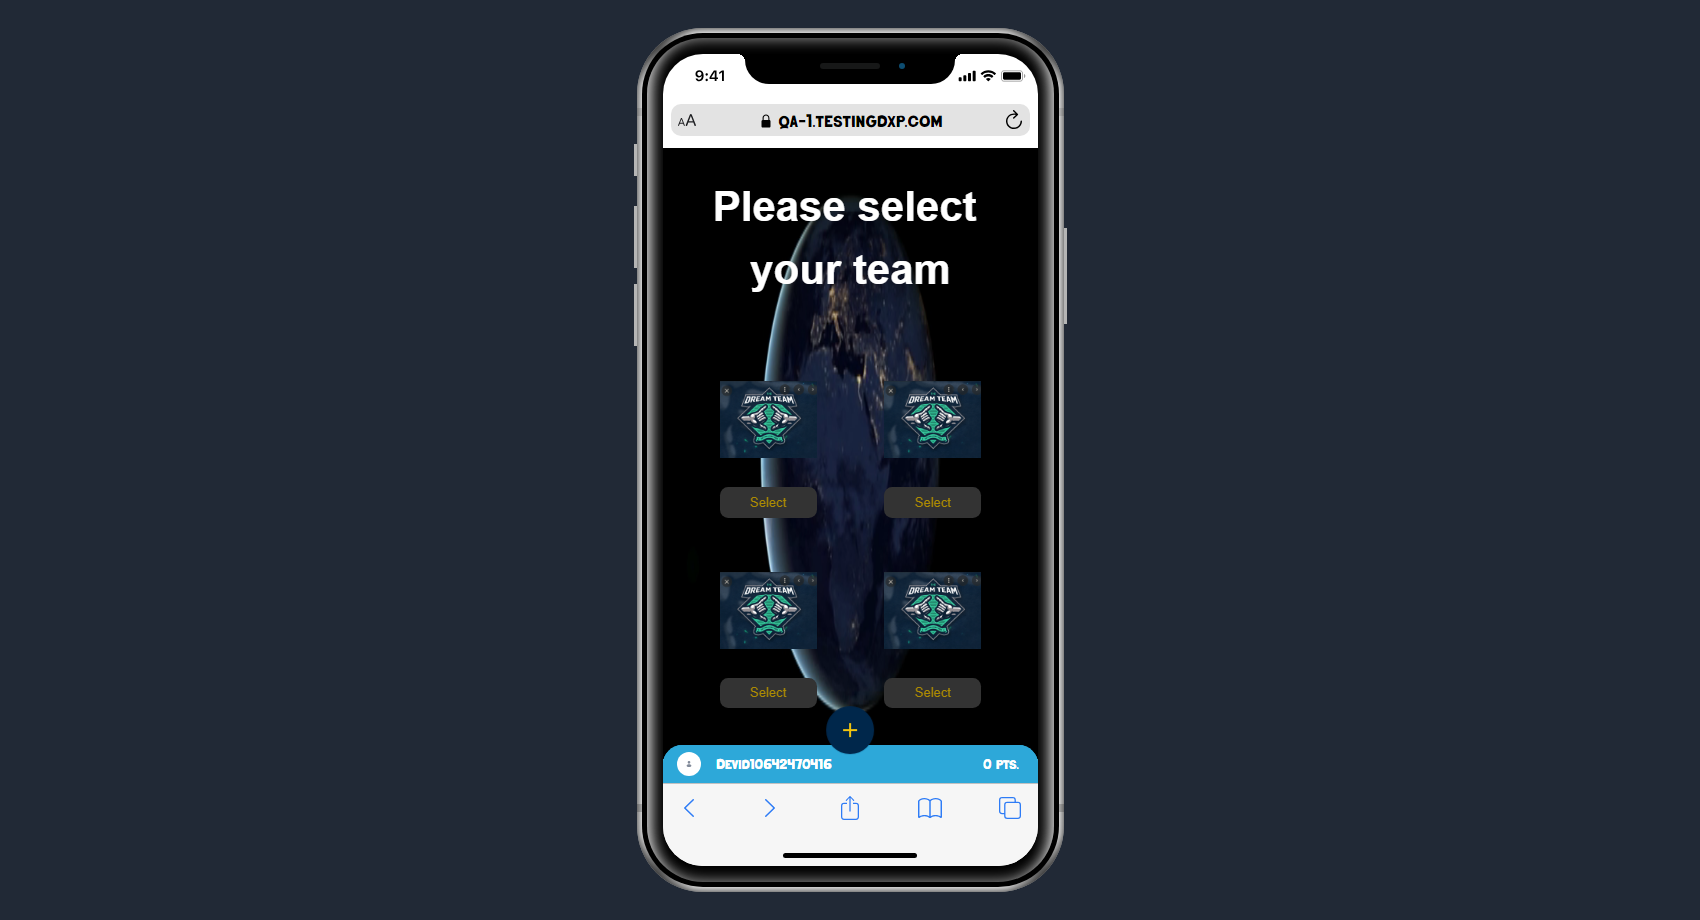 9:41
AA
QA-1.TESTINGDXP.COM
Please select
your team
DREAM TEAM
DREAM TEAM
Select
Select
DREAM TEAM
DREAM TEAM
Select
Select
+
DEVID10642470416
0 PTS.